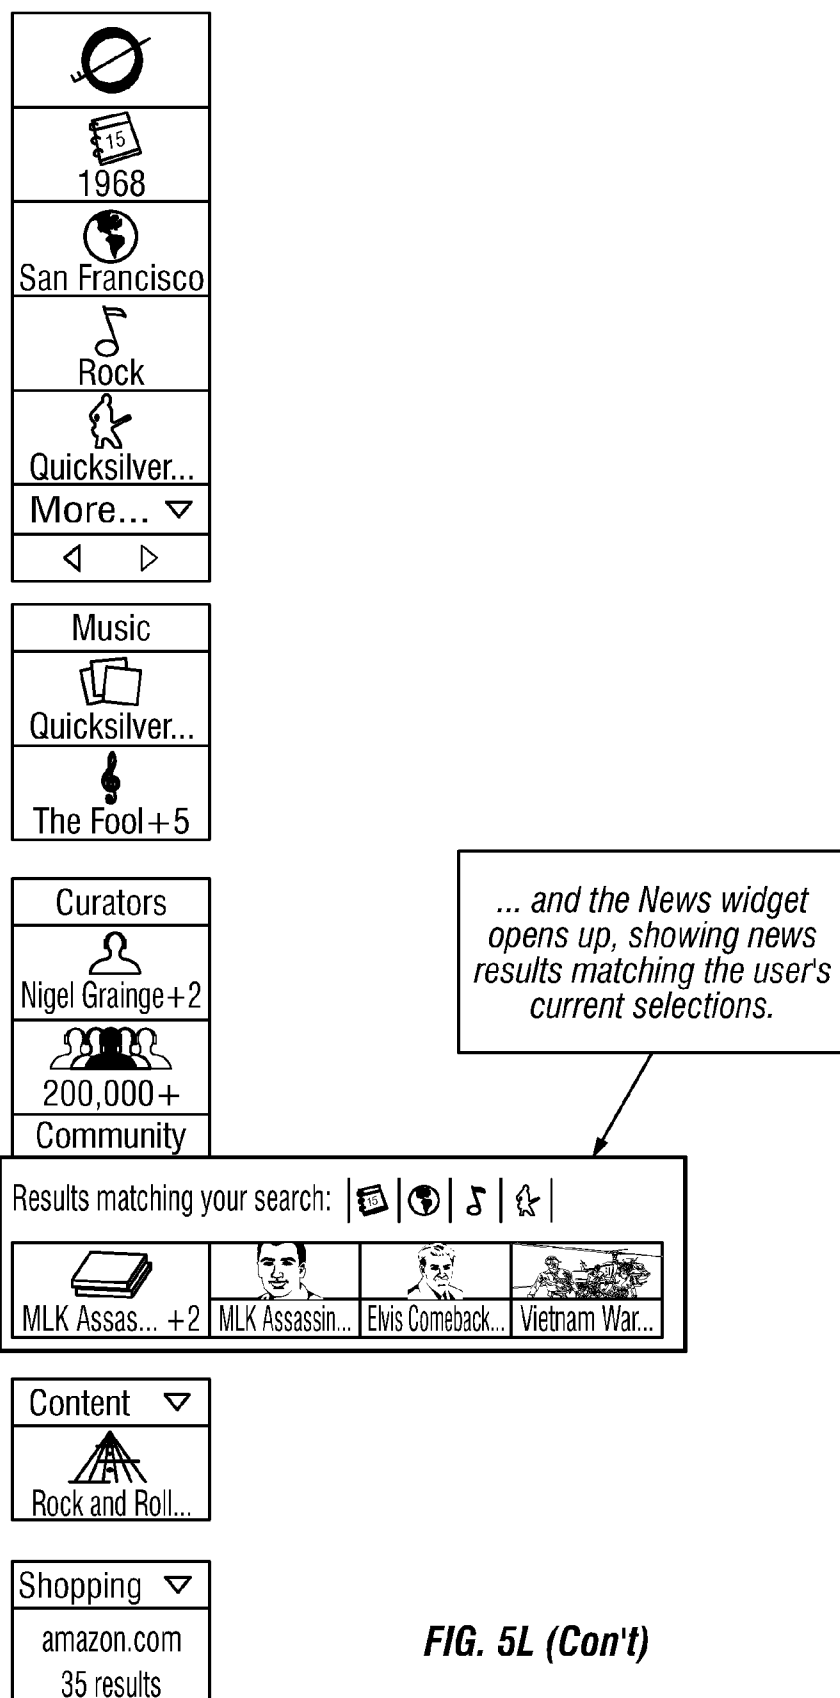 15
1968
San Francisco
Rock
Quicksilver...
More...
Music
Quicksilver...
The Fool+5
Curators
Nigel Grainge+2
200,000+
Community
... and the News widget
opens up, showing news
results matching the user's
current selections.
Results matching your search:
15
MLK Assas... +2
MLK Assassin...
Elvis Comeback...
Vietnam War...
Content
Rock and Roll...
Shopping
amazon.com
35 results
FIG. 5L (Con't)